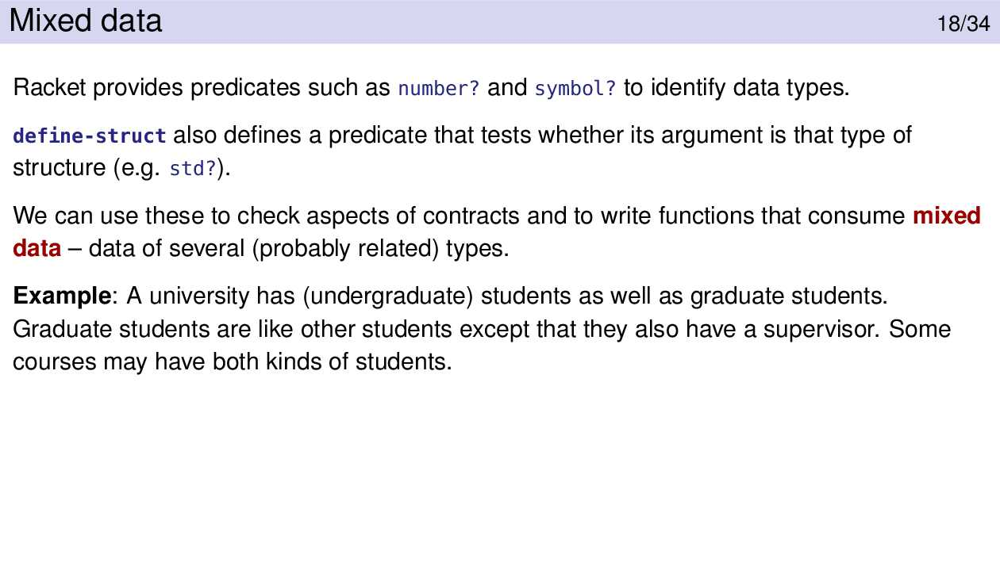 Mixed data 18/34
Racket provides predicates such as number? and symbol? to identify data types.
define-struct also defines a predicate that tests whether its argument is that type of
structure (e.g. std?).
We can use these to check aspects of contracts and to write functions that consume mixed
data – data of several (probably related) types.
Example: A university has (undergraduate) students as well as graduate students.
Graduate students are like other students except that they also have a supervisor. Some
courses may have both kinds of students.